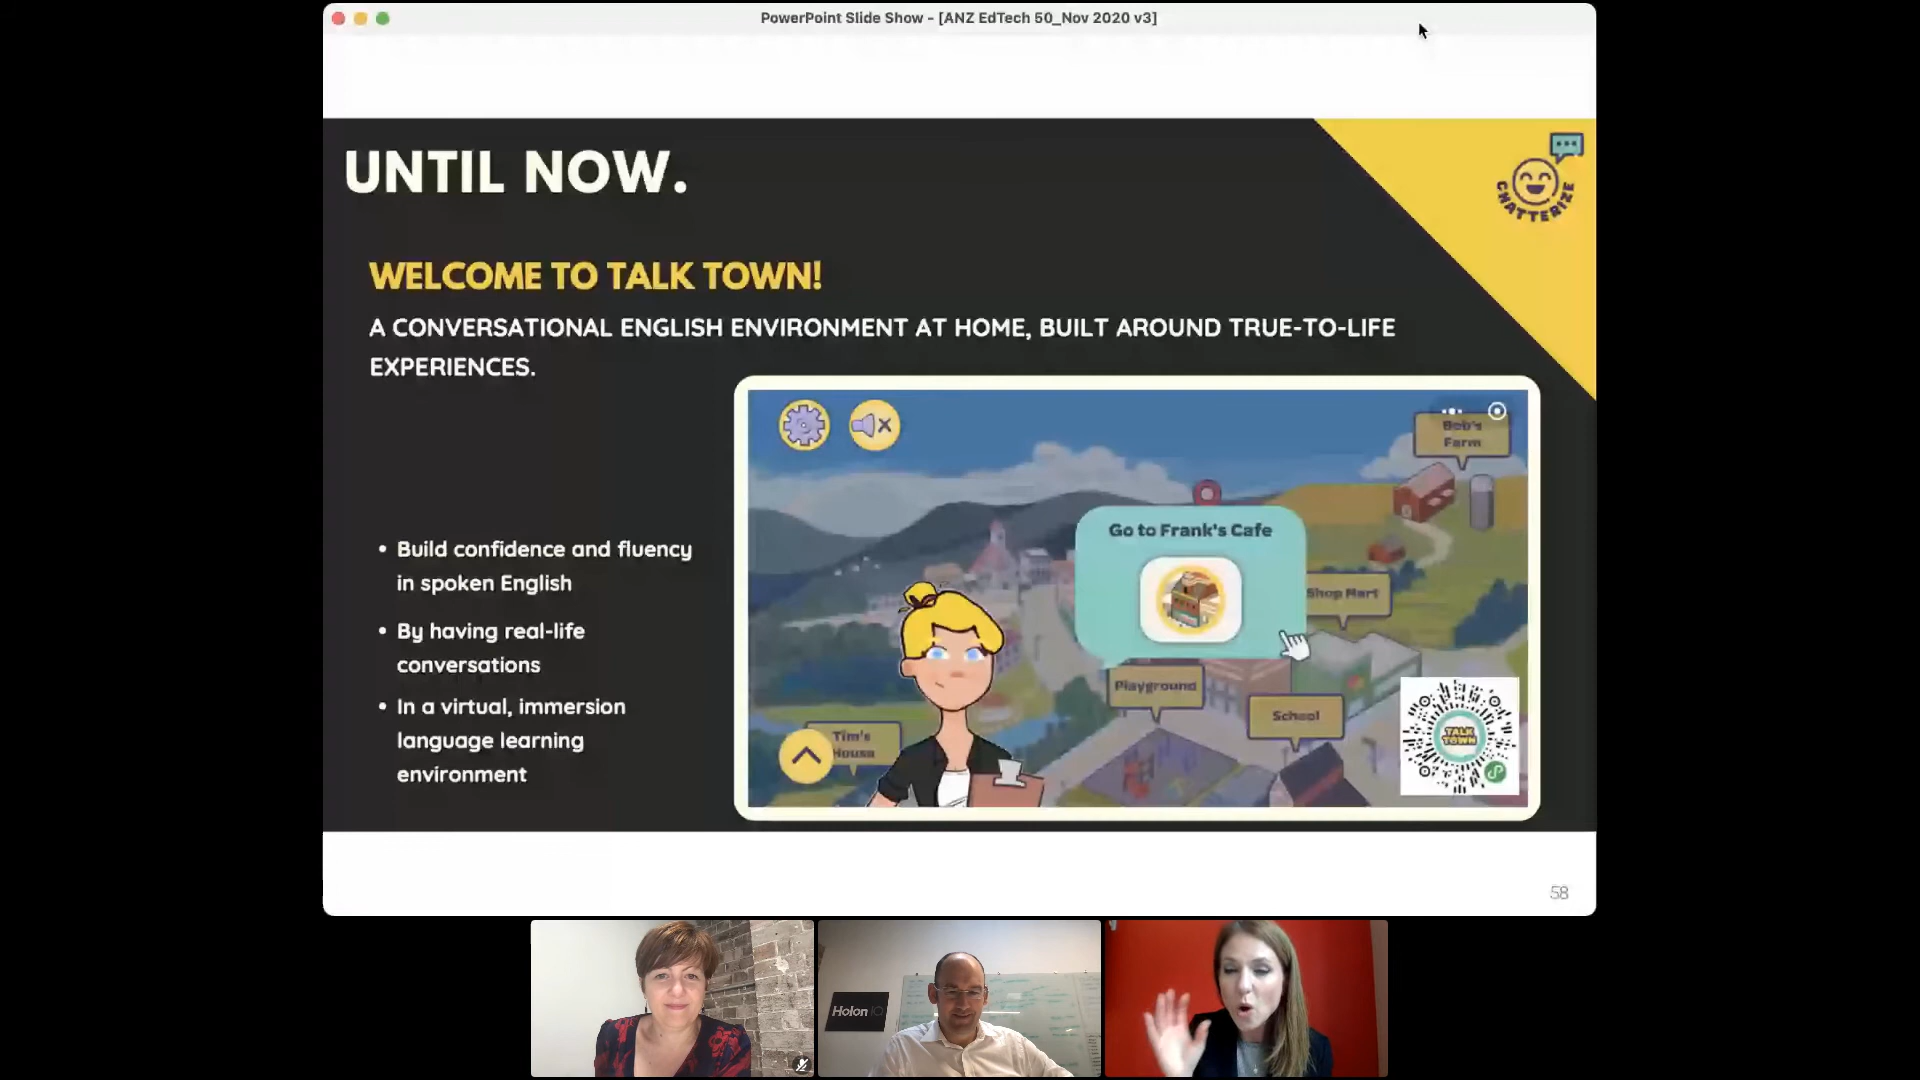 PowerPoint Slide Show - [ANZ EdTech 50_Nov 2020 v3]
UNTIL NOW.
CHATTERIZE
WELCOME TO TALK TOWN!
A CONVERSATIONAL ENGLISH ENVIRONMENT AT HOME, BUILT AROUND TRUE-TO-LIFE
EXPERIENCES.
• Build confidence and fluency
in spoken English
• By having real-life
conversations
• In a virtual, immersion
language learning
environment
Bob's
Farm
Go to Frank's Cafe
Shop Mart
Playground
School
Tim's
House
TALK
TOWN
58
Holon IQ